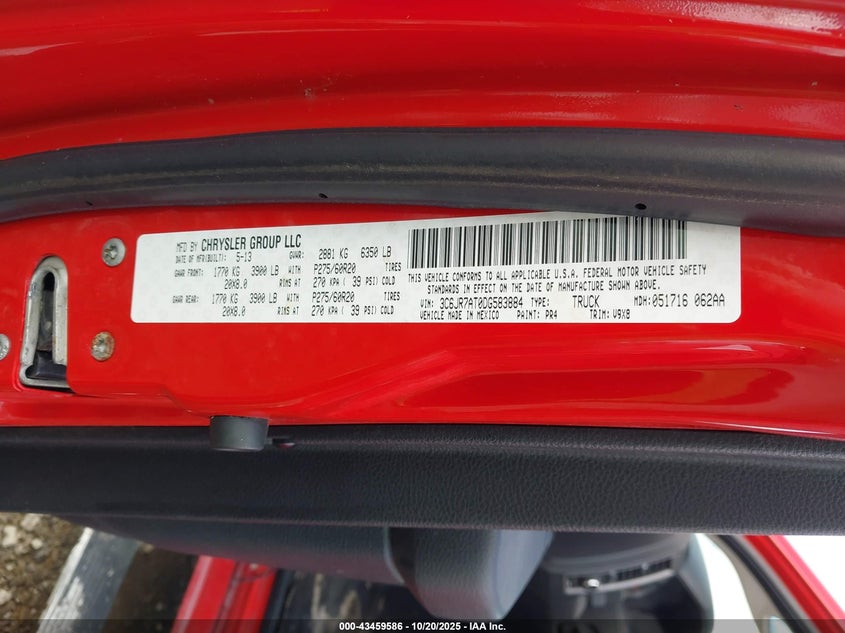 MFD BY CHRYSLER GROUP LLC
DATE OF MFR(BUILT): 5-13 GVWR: 2881 KG 6350 LB
GAWR FRONT: 1770 KG 3900 LB WITH P275/60R20 TIRES
20X8.0 RIMS AT 270 KPA ( 39 PSI) COLD
GAWR REAR: 1770 KG 3900 LB WITH P275/60R20 TIRES
20X8.0 RIMS AT 270 KPA ( 39 PSI) COLD
THIS VEHICLE CONFORMS TO ALL APPLICABLE U.S.A. FEDERAL MOTOR VEHICLE SAFETY
STANDARDS IN EFFECT ON THE DATE OF MANUFACTURE SHOWN ABOVE.
VIN: 3C6JR7AT0DG583884 TYPE: TRUCK MDH: 051716 062AA
VEHICLE MADE IN MEXICO PAINT: PR4 TRIM: V9X8
000-43459586 | 10/20/2025 | IAA Inc.